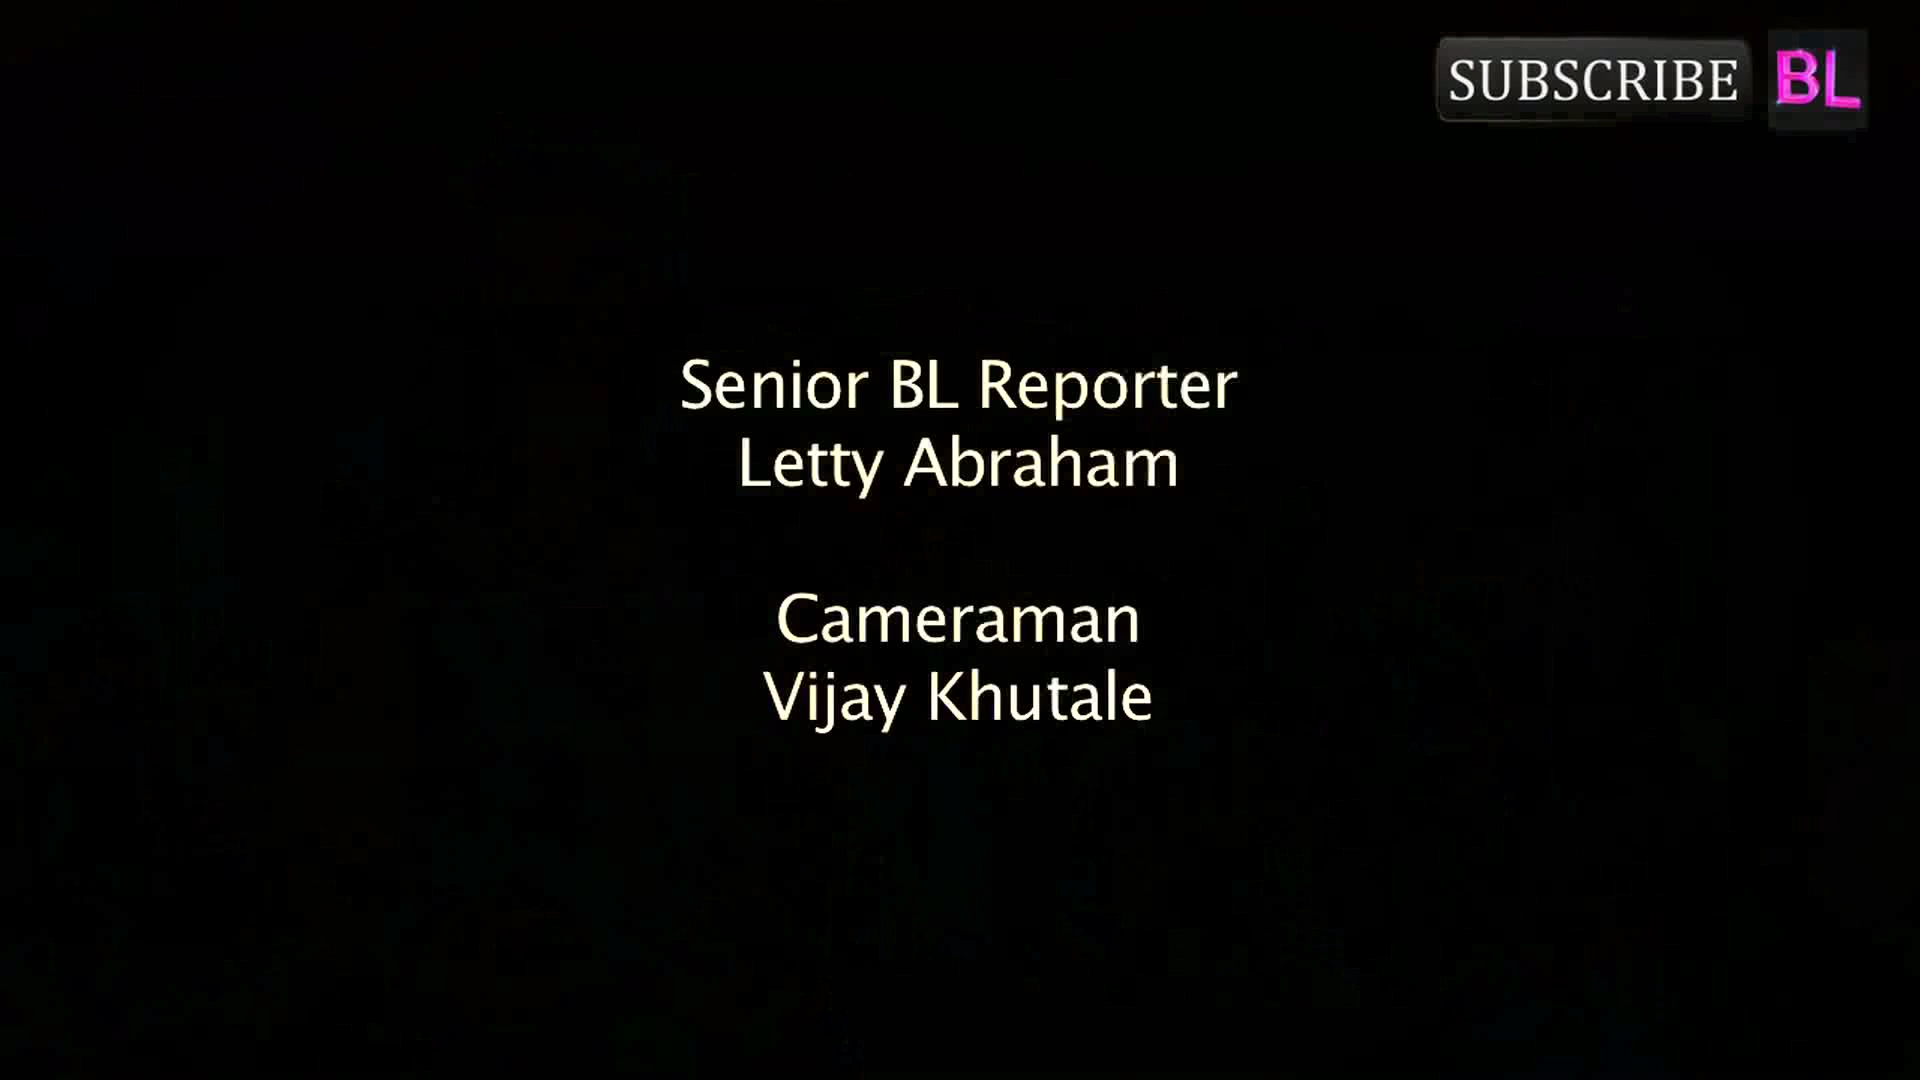 SUBSCRIBE BL
Senior BL Reporter
Letty Abraham
Cameraman
Vijay Khutale